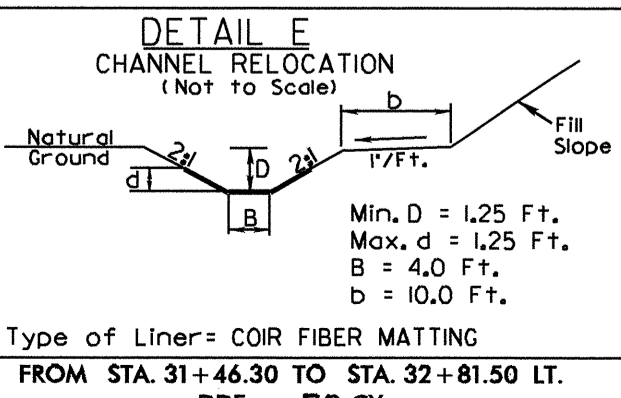 DETAIL E
CHANNEL RELOCATION
(Not to Scale)
b
Natural
Ground
2:1
D
2:1
1"/Ft.
Fill
Slope
d
B
Min. D = 1.25 Ft.
Max. d = 1.25 Ft.
B = 4.0 Ft.
b = 10.0 Ft.
Type of Liner= COIR FIBER MATTING
FROM STA. 31+46.30 TO STA. 32+81.50 LT.